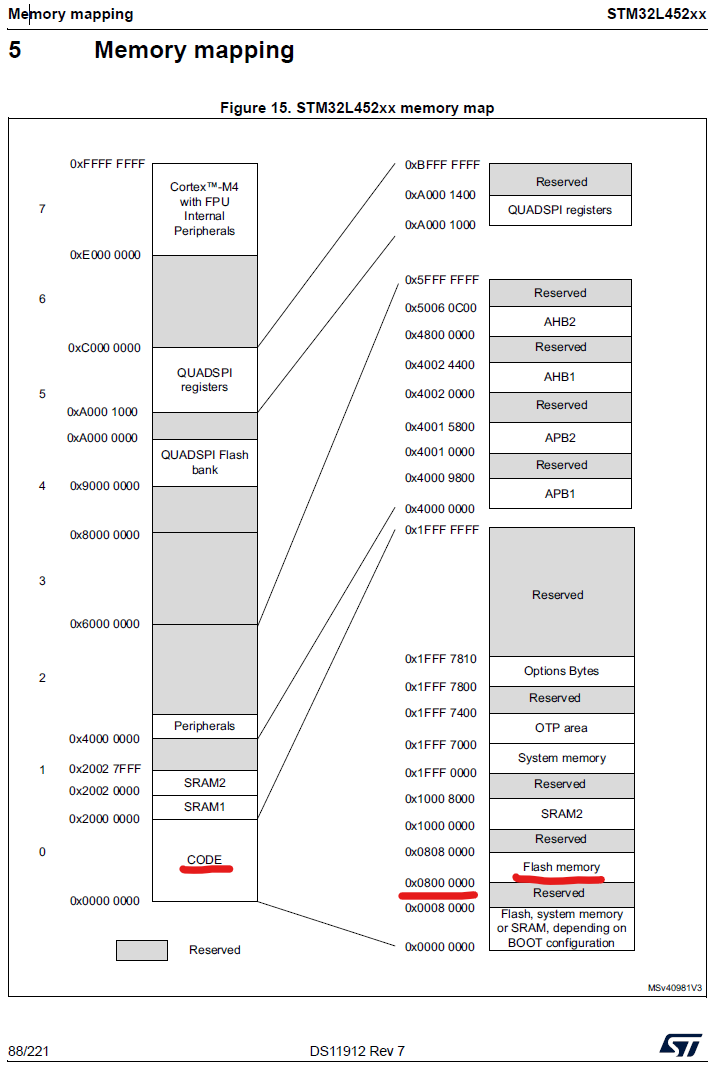 Memory mapping STM32L452xx
5 Memory mapping
Figure 15. STM32L452xx memory map
0xFFFF FFFF
7
Cortex™-M4
with FPU
Internal
Peripherals
0xE000 0000
6
0xC000 0000
5
QUADSPI
registers
0xA000 1000
0xA000 0000
QUADSPI Flash
bank
4
0x9000 0000
0x8000 0000
3
0x6000 0000
2
Peripherals
0x4000 0000
1
0x2002 7FFF
SRAM2
0x2002 0000
SRAM1
0x2000 0000
0
CODE
0x0000 0000
Reserved
0xBFFF FFFF
Reserved
0xA000 1400
QUADSPI registers
0xA000 1000
0x5FFF FFFF
Reserved
0x5006 0C00
AHB2
0x4800 0000
Reserved
0x4002 4400
AHB1
0x4002 0000
Reserved
0x4001 5800
APB2
0x4001 0000
Reserved
0x4000 9800
APB1
0x4000 0000
0x1FFF FFFF
Reserved
0x1FFF 7810
Options Bytes
0x1FFF 7800
Reserved
0x1FFF 7400
OTP area
0x1FFF 7000
System memory
0x1FFF 0000
Reserved
0x1000 8000
SRAM2
0x1000 0000
Reserved
0x0808 0000
Flash memory
0x0800 0000
Reserved
0x0008 0000
Flash, system memory
or SRAM, depending on
BOOT configuration
0x0000 0000
MSv40981V3
88/221 DS11912 Rev 7
ST